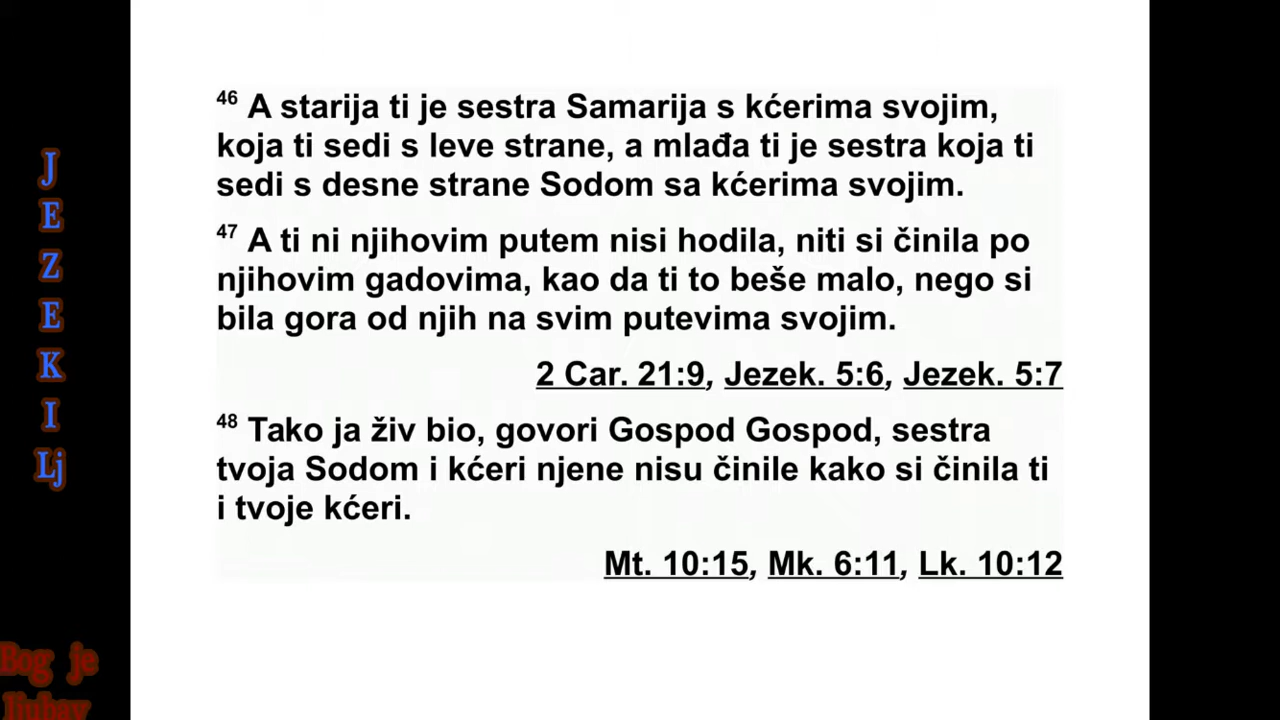 J
E
Z
E
K
I
Lj
Bog je
ljubav
46 A starija ti je sestra Samarija s kćerima svojim,
koja ti sedi s leve strane, a mlađa ti je sestra koja ti
sedi s desne strane Sodom sa kćerima svojim.
47 A ti ni njihovim putem nisi hodila, niti si činila po
njihovim gadovima, kao da ti to beše malo, nego si
bila gora od njih na svim putevima svojim.
2 Car. 21:9, Jezek. 5:6, Jezek. 5:7
48 Tako ja živ bio, govori Gospod Gospod, sestra
tvoja Sodom i kćeri njene nisu činile kako si činila ti
i tvoje kćeri.
Mt. 10:15, Mk. 6:11, Lk. 10:12